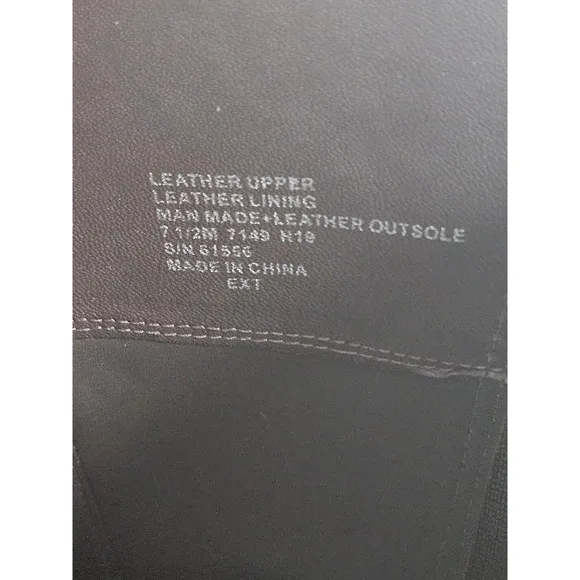 LEATHER UPPER
LEATHER LINING
MAN MADE+LEATHER OUTSOLE
7 1/2M 7149 H19
S/N 61556
MADE IN CHINA
EXT